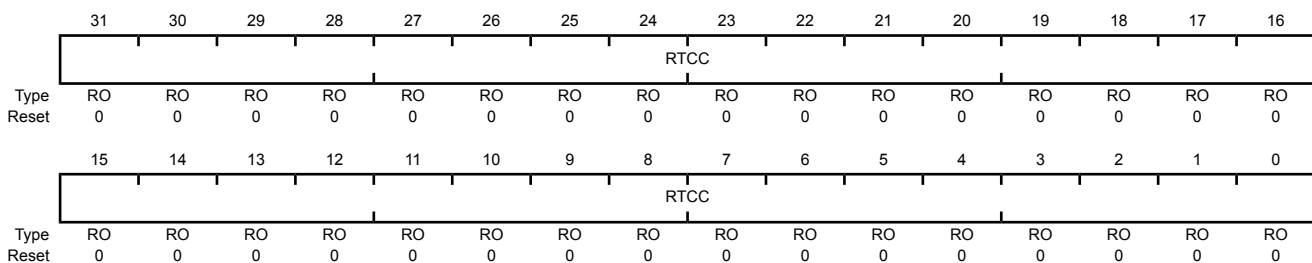 31 30 29 28 27 26 25 24 23 22 21 20 19 18 17 16
RTCC
Type RO RO RO RO RO RO RO RO RO RO RO RO RO RO RO RO
Reset 0 0 0 0 0 0 0 0 0 0 0 0 0 0 0 0
15 14 13 12 11 10 9 8 7 6 5 4 3 2 1 0
RTCC
Type RO RO RO RO RO RO RO RO RO RO RO RO RO RO RO RO
Reset 0 0 0 0 0 0 0 0 0 0 0 0 0 0 0 0